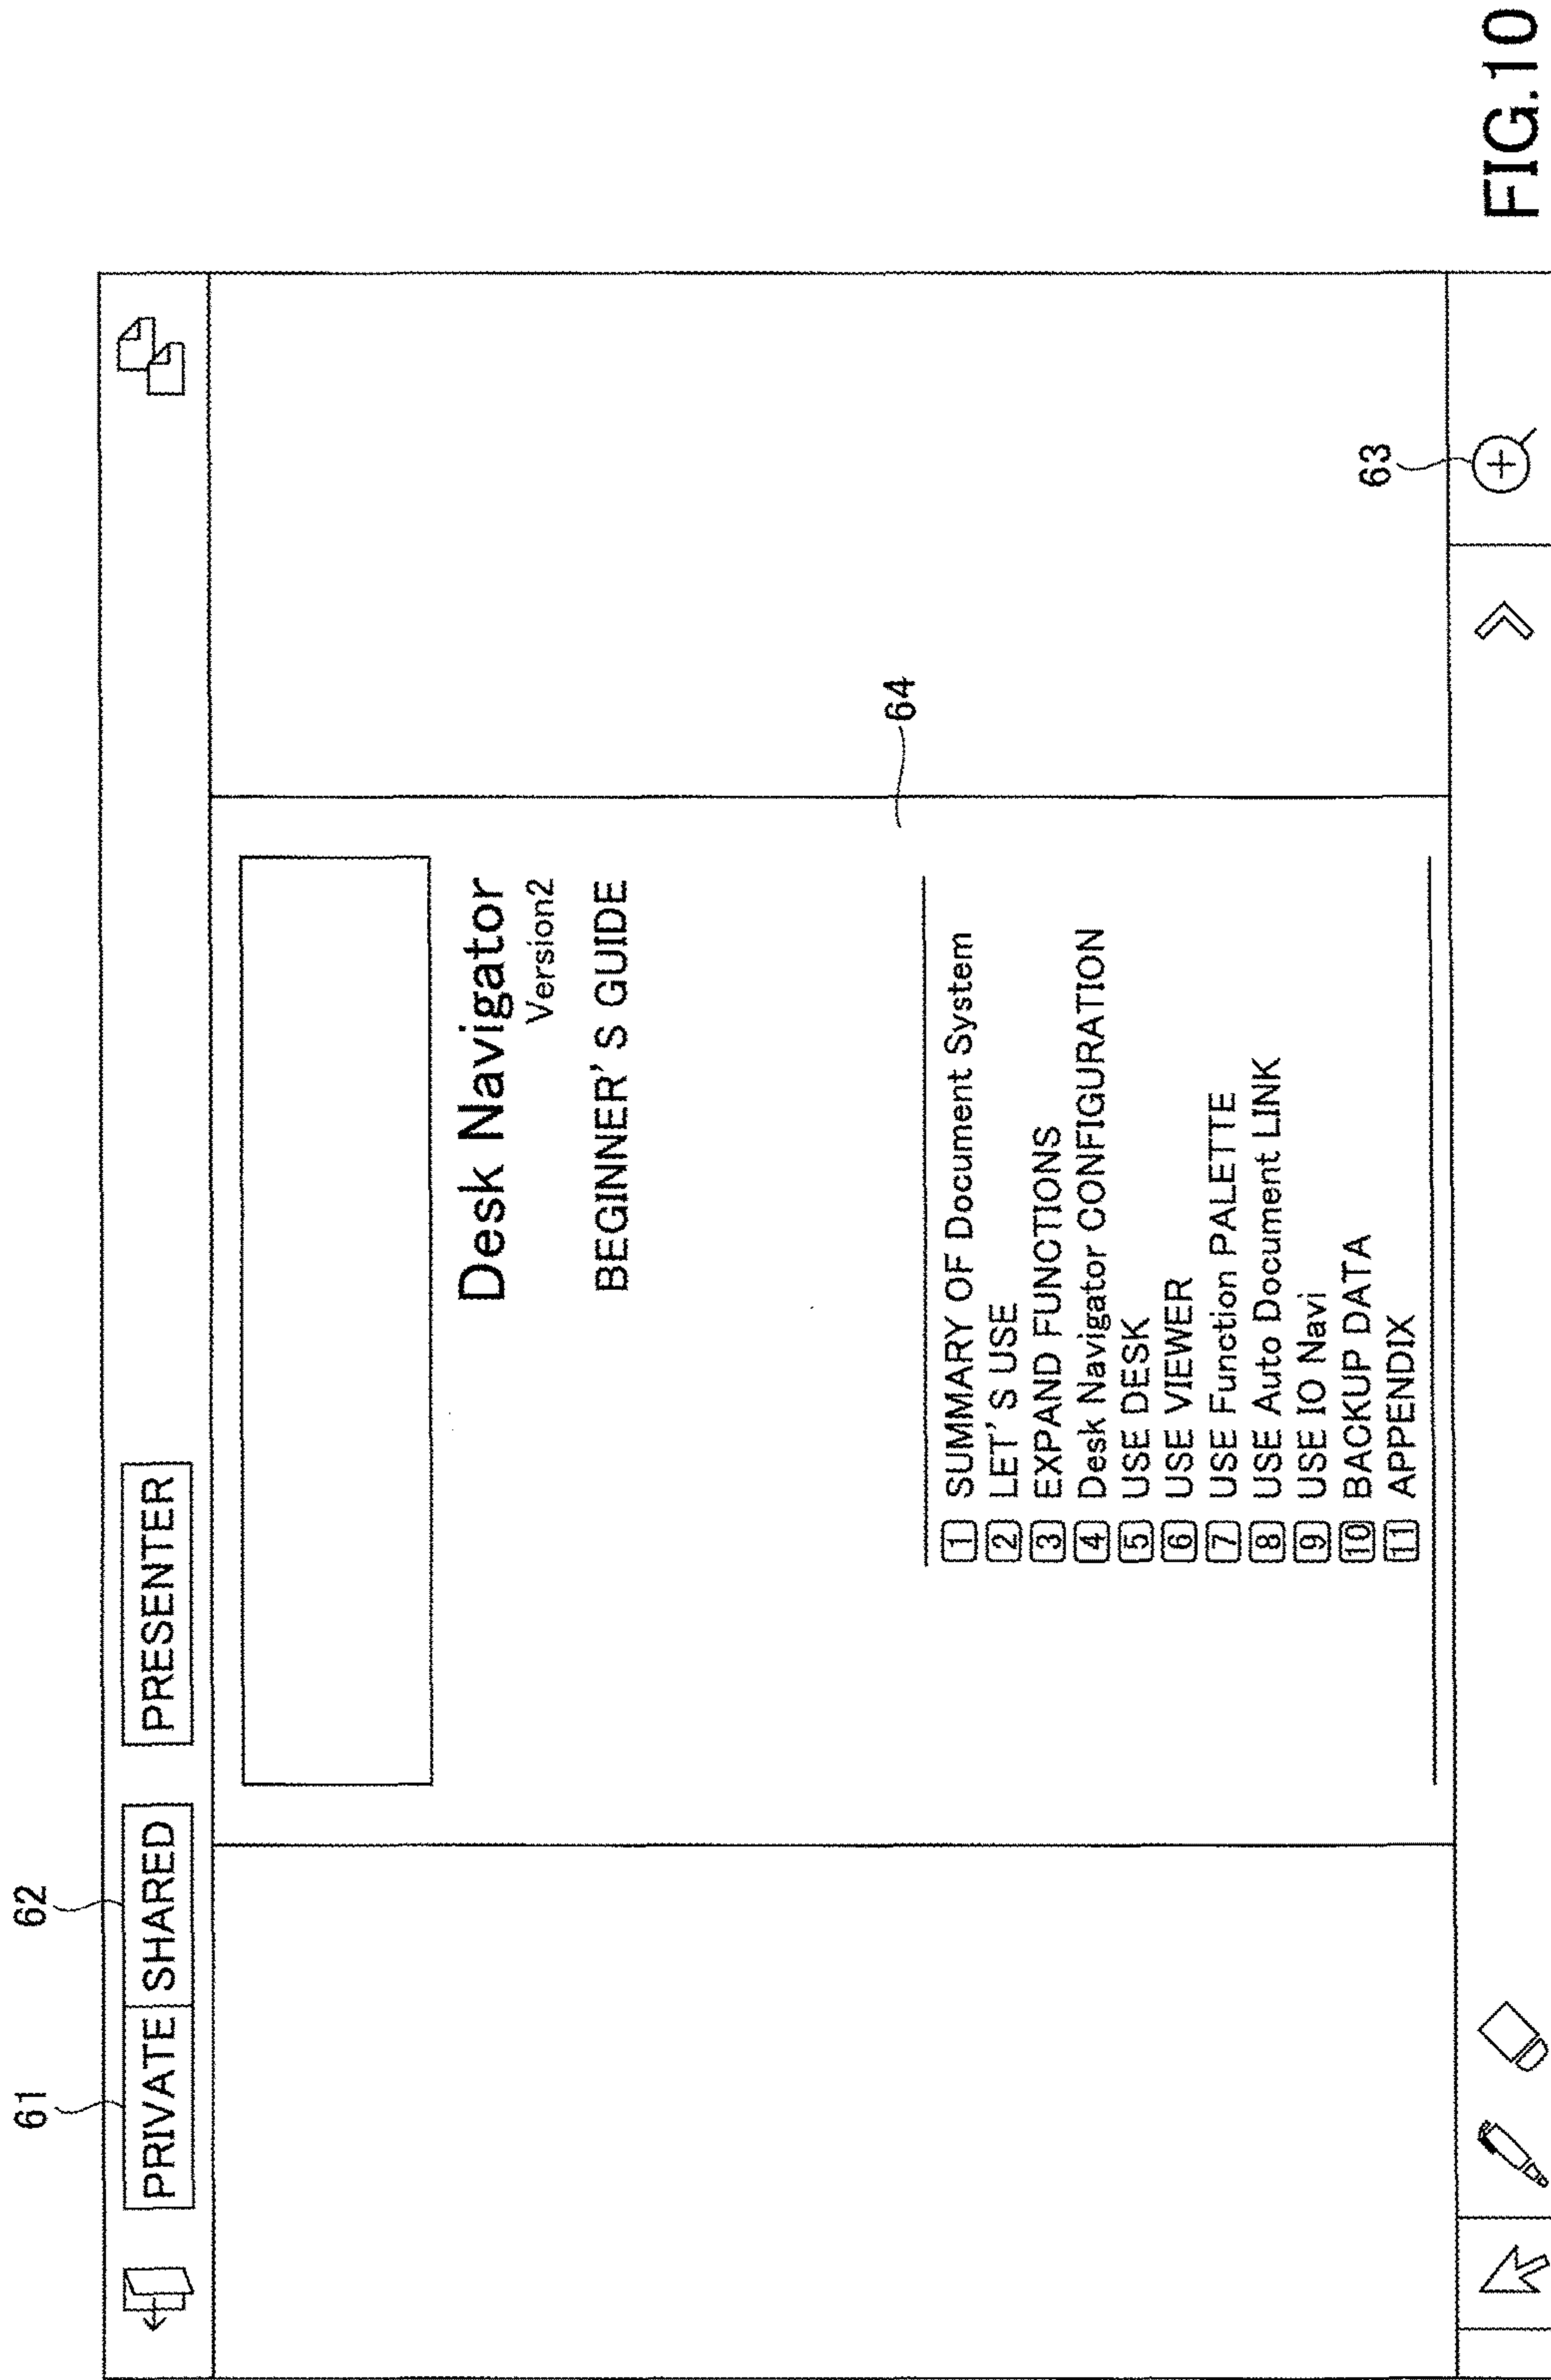 61
62
PRIVATE SHARED PRESENTER
Desk Navigator
Version2
BEGINNER'S GUIDE
64
1 SUMMARY OF Document System
2 LET'S USE
3 EXPAND FUNCTIONS
4 Desk Navigator CONFIGURATION
5 USE DESK
6 USE VIEWER
7 USE Function PALETTE
8 USE Auto Document LINK
9 USE IO Navi
10 BACKUP DATA
11 APPENDIX
63
FIG.10